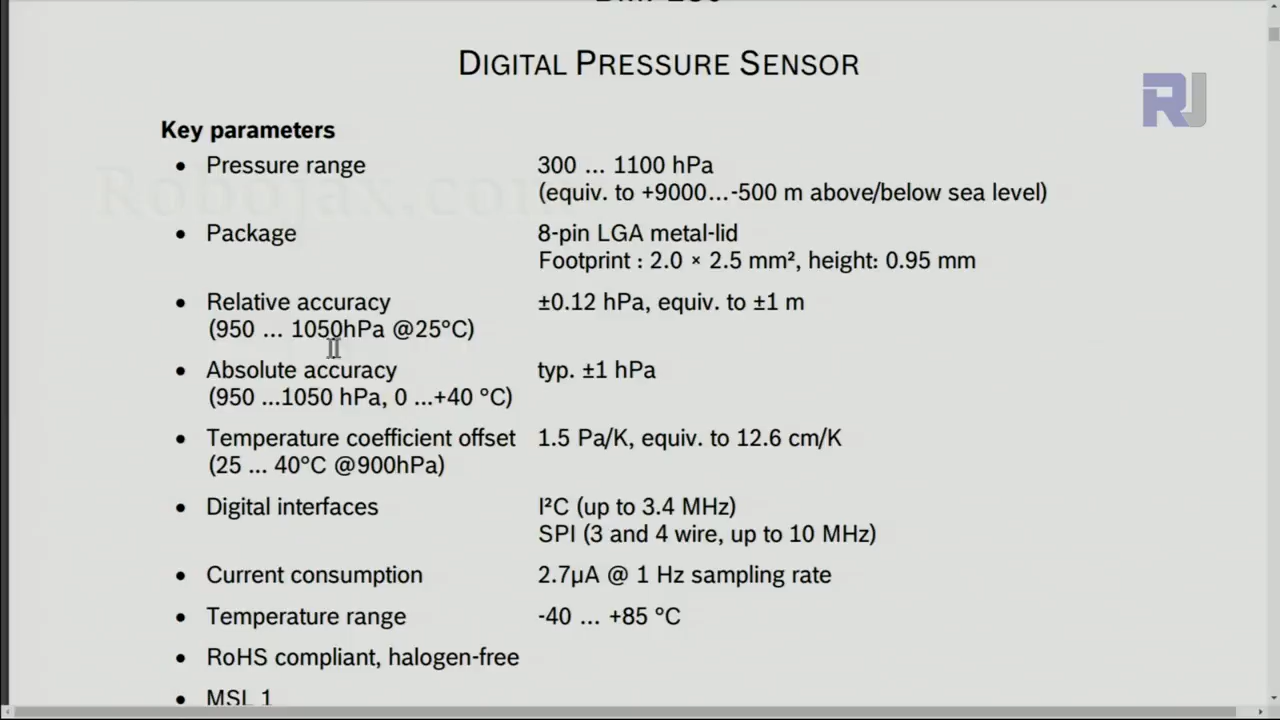 DIGITAL PRESSURE SENSOR
RJ
Key parameters
• Pressure range 300 ... 1100 hPa
(equiv. to +9000...-500 m above/below sea level)
Robojax.com
• Package 8-pin LGA metal-lid
Footprint : 2.0 × 2.5 mm², height: 0.95 mm
• Relative accuracy ±0.12 hPa, equiv. to ±1 m
(950 ... 1050hPa @25°C)
• Absolute accuracy typ. ±1 hPa
(950 ...1050 hPa, 0 ...+40 °C)
• Temperature coefficient offset 1.5 Pa/K, equiv. to 12.6 cm/K
(25 ... 40°C @900hPa)
• Digital interfaces I²C (up to 3.4 MHz)
SPI (3 and 4 wire, up to 10 MHz)
• Current consumption 2.7µA @ 1 Hz sampling rate
• Temperature range -40 ... +85 °C
• RoHS compliant, halogen-free
• MSL 1